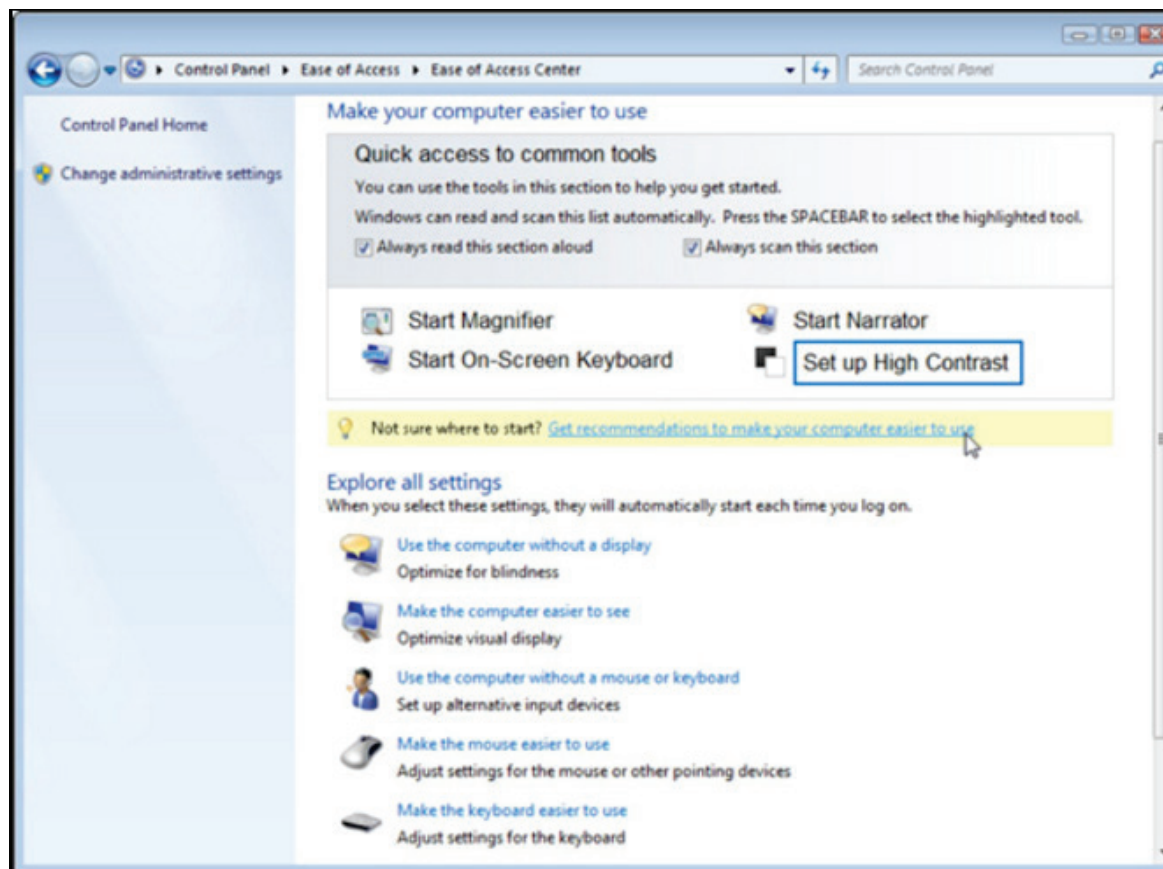 Control Panel ▸ Ease of Access ▸ Ease of Access Center
Search Control Panel
Control Panel Home
Change administrative settings
Make your computer easier to use
Quick access to common tools
You can use the tools in this section to help you get started.
Windows can read and scan this list automatically. Press the SPACEBAR to select the highlighted tool.
Always read this section aloud
Always scan this section
Start Magnifier
Start Narrator
Start On-Screen Keyboard
Set up High Contrast
Not sure where to start? Get recommendations to make your computer easier to use
Explore all settings
When you select these settings, they will automatically start each time you log on.
Use the computer without a display
Optimize for blindness
Make the computer easier to see
Optimize visual display
Use the computer without a mouse or keyboard
Set up alternative input devices
Make the mouse easier to use
Adjust settings for the mouse or other pointing devices
Make the keyboard easier to use
Adjust settings for the keyboard